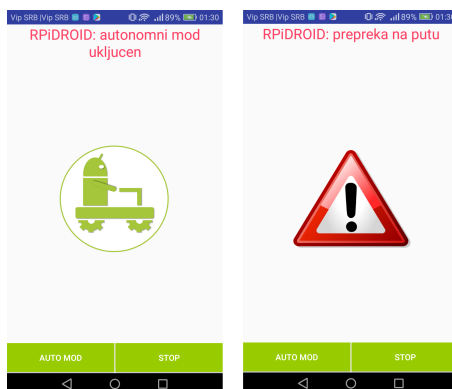 Vip SRB |Vip SRB 89% 01:30
RPiDROID: autonomni mod
ukljucen
AUTO MOD STOP
Vip SRB |Vip SRB 89% 01:30
RPiDROID: prepreka na putu
AUTO MOD STOP